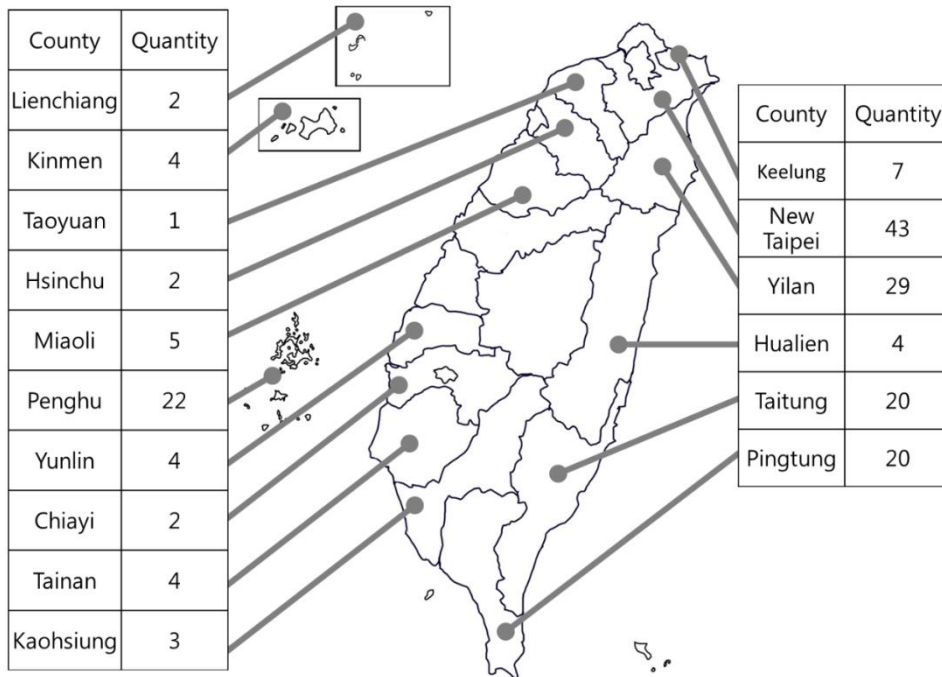 County Quantity
Lienchiang 2
Kinmen 4
Taoyuan 1
Hsinchu 2
Miaoli 5
Penghu 22
Yunlin 4
Chiayi 2
Tainan 4
Kaohsiung 3
County Quantity
Keelung 7
New
Taipei 43
Yilan 29
Hualien 4
Taitung 20
Pingtung 20